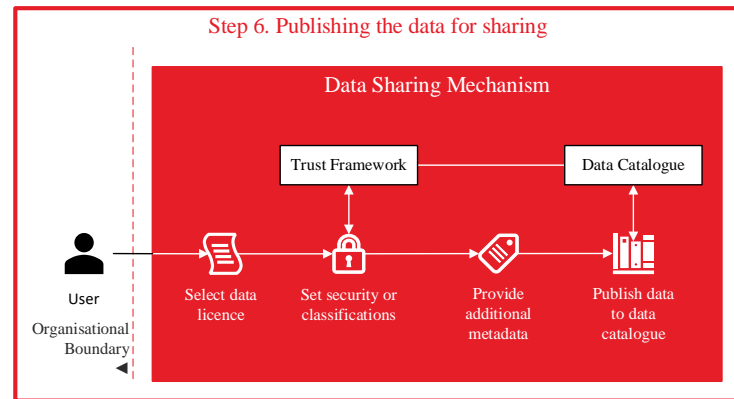 Step 6. Publishing the data for sharing
Data Sharing Mechanism
Trust Framework
Data Catalogue
User
Organisational
Boundary
Select data
licence
Set security or
classifications
Provide
additional
metadata
Publish data
to data
catalogue